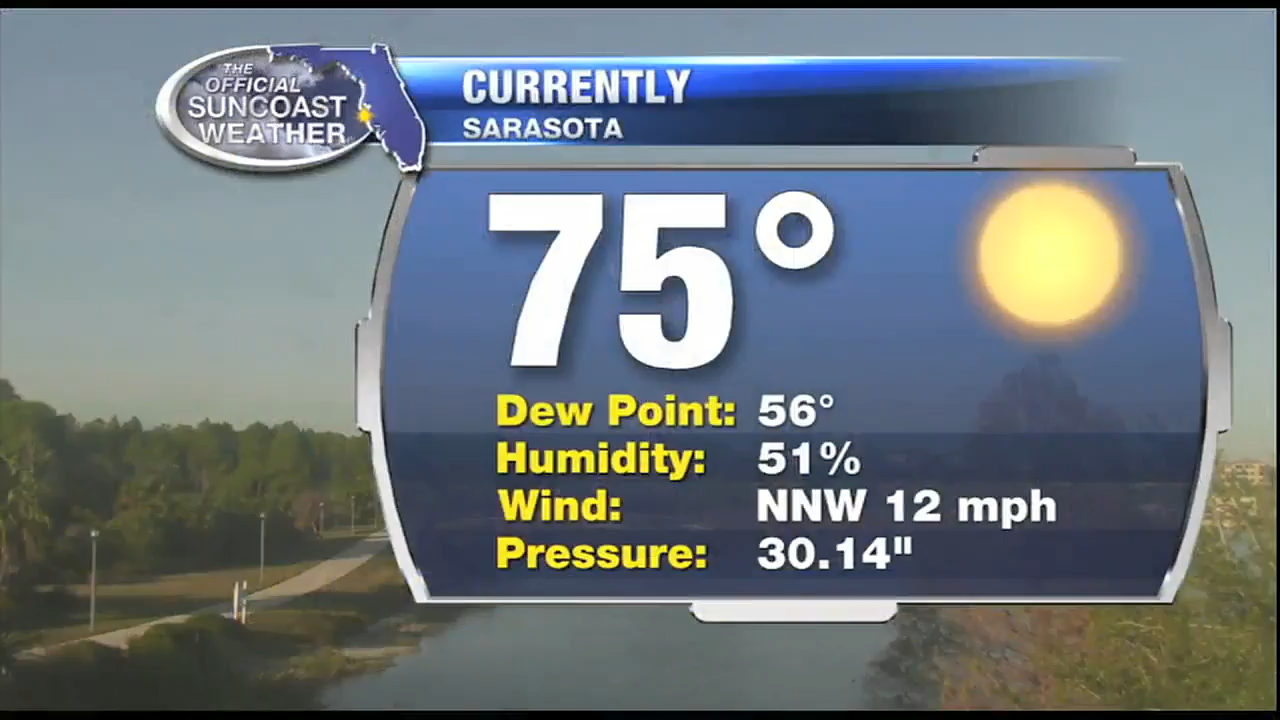 THE
OFFICIAL
SUNCOAST
WEATHER
CURRENTLY
SARASOTA
75°
Dew Point: 56°
Humidity: 51%
Wind: NNW 12 mph
Pressure: 30.14"